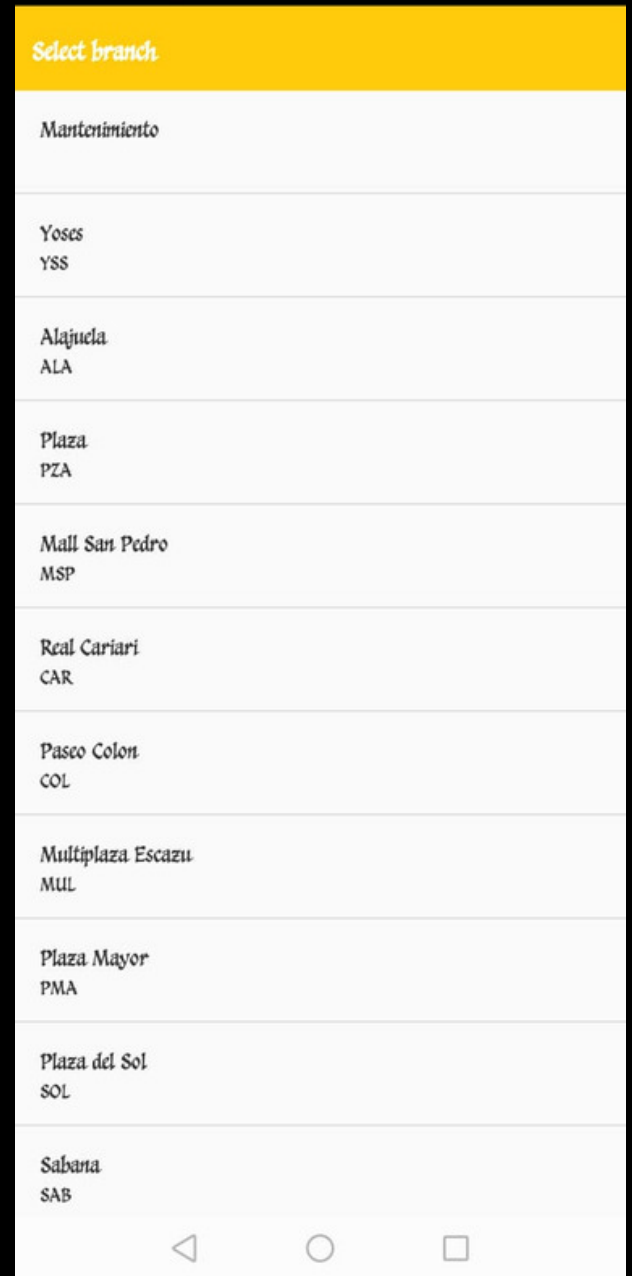 Select branch
Mantenimiento
Yoses
YSS
Alajuela
ALA
Plaza
PZA
Mall San Pedro
MSP
Real Cariari
CAR
Paseo Colon
COL
Multiplaza Escazu
MUL
Plaza Mayor
PMA
Plaza del Sol
SOL
Sabana
SAB